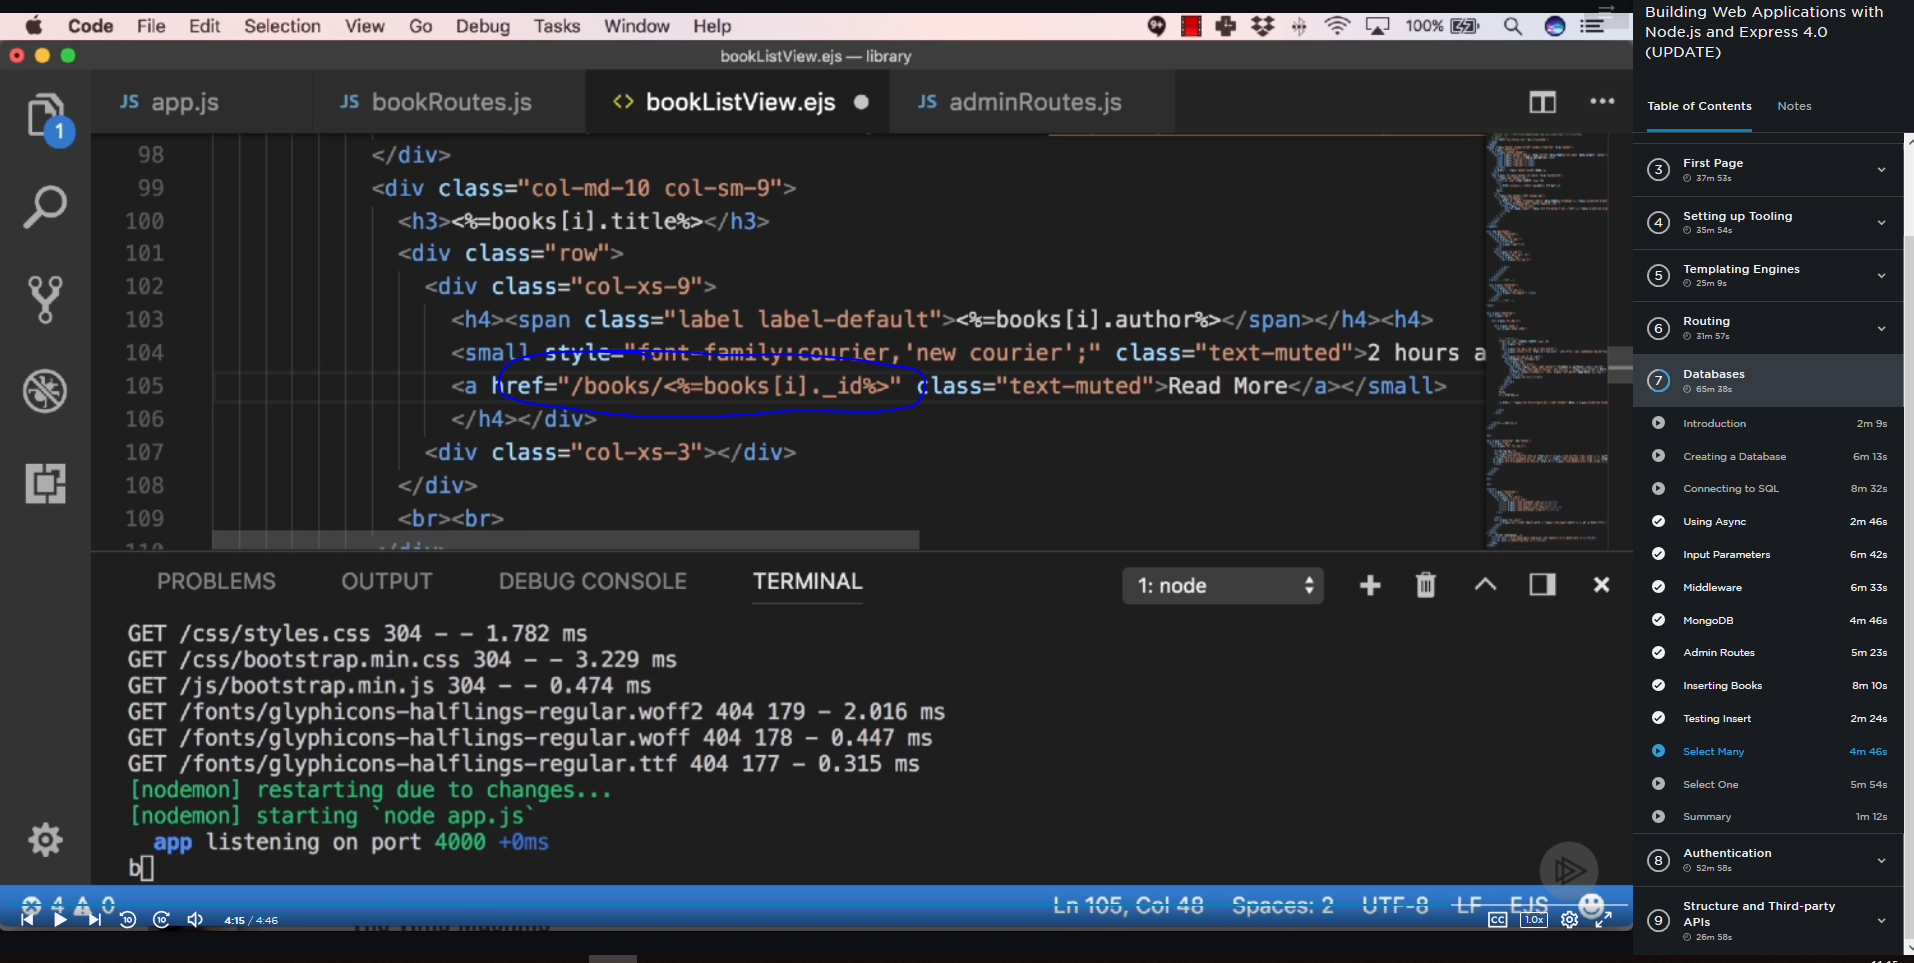 Code File Edit Selection View Go Debug Tasks Window Help 100%
bookListView.ejs — library
JS app.js JS bookRoutes.js <> bookListView.ejs JS adminRoutes.js
1
98 </div>
99 <div class="col-md-10 col-sm-9">
100 <h3><%=books[i].title%></h3>
101 <div class="row">
102 <div class="col-xs-9">
103 <h4><span class="label label-default"><%=books[i].author%></span></h4><h4>
104 <small style="font-family:courier,'new courier';" class="text-muted">2 hours a
105 <a href="/books/<%=books[i]._id%>" class="text-muted">Read More</a></small>
106 </h4></div>
107 <div class="col-xs-3"></div>
108 </div>
109 <br><br>
110 </div>
PROBLEMS OUTPUT DEBUG CONSOLE TERMINAL 1: node
GET /css/styles.css 304 - - 1.782 ms
GET /css/bootstrap.min.css 304 - - 3.229 ms
GET /js/bootstrap.min.js 304 - - 0.474 ms
GET /fonts/glyphicons-halflings-regular.woff2 404 179 - 2.016 ms
GET /fonts/glyphicons-halflings-regular.woff 404 178 - 0.447 ms
GET /fonts/glyphicons-halflings-regular.ttf 404 177 - 0.315 ms
[nodemon] restarting due to changes...
[nodemon] starting `node app.js`
app listening on port 4000 +0ms
b
4 0 Ln 105, Col 48 Spaces: 2 UTF-8 LF EJS
10 10 4:15 / 4:46 CC 1.0x
Building Web Applications with
Node.js and Express 4.0
(UPDATE)
Table of Contents Notes
3 First Page
37m 53s
4 Setting up Tooling
35m 54s
5 Templating Engines
25m 9s
6 Routing
31m 57s
7 Databases
65m 38s
Introduction 2m 9s
Creating a Database 6m 13s
Connecting to SQL 8m 32s
Using Async 2m 46s
Input Parameters 6m 42s
Middleware 6m 33s
MongoDB 4m 46s
Admin Routes 5m 23s
Inserting Books 8m 10s
Testing Insert 2m 24s
Select Many 4m 46s
Select One 5m 54s
Summary 1m 12s
8 Authentication
52m 58s
9 Structure and Third-party
APIs
26m 58s